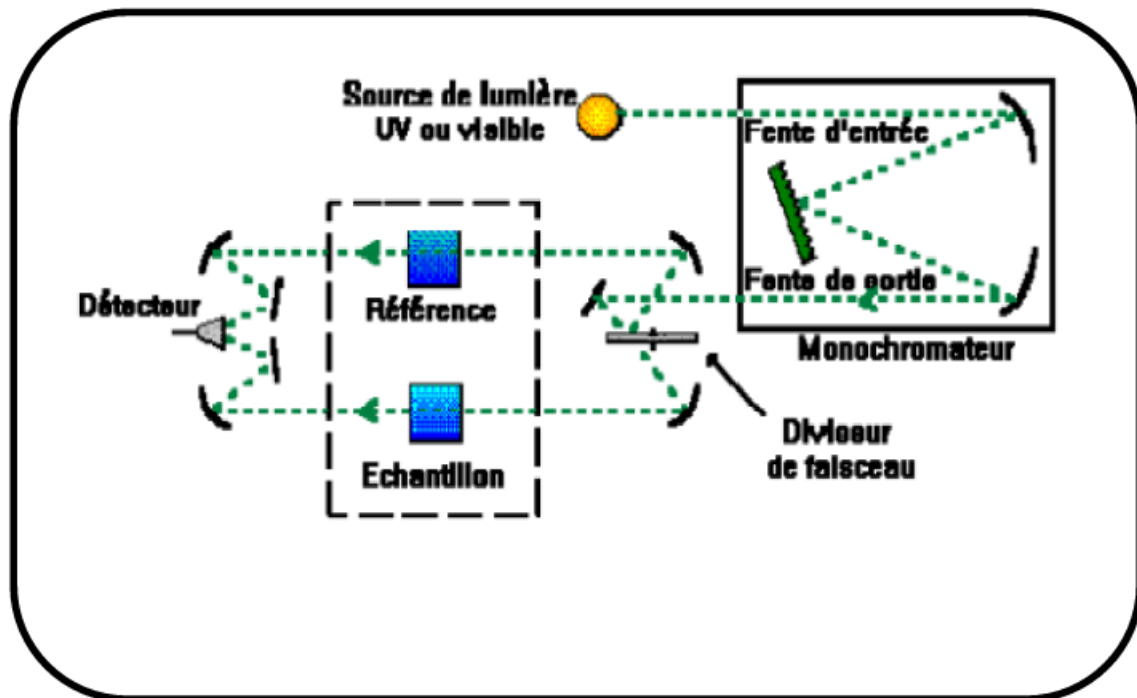 Source de lumière
UV ou visible
Fente d'entrée
Fente de sortie
Monochromateur
Détecteur
Référence
Echantillon
Diviseur
de faisceau